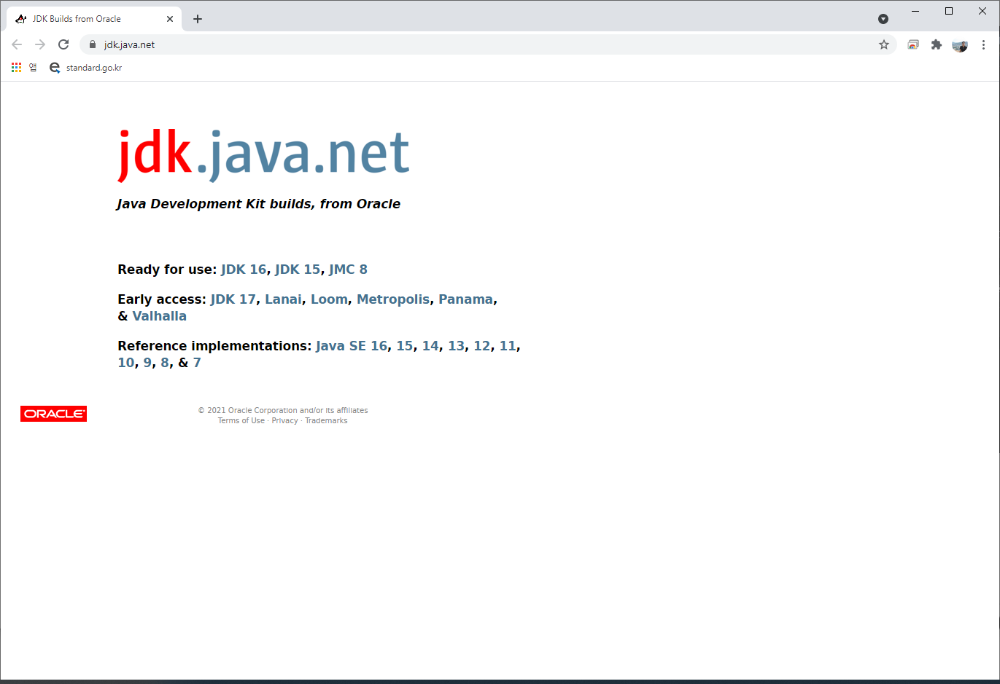 JDK Builds from Oracle
jdk.java.net
앱
standard.go.kr
jdk.java.net
Java Development Kit builds, from Oracle
Ready for use: JDK 16, JDK 15, JMC 8
Early access: JDK 17, Lanai, Loom, Metropolis, Panama,
& Valhalla
Reference implementations: Java SE 16, 15, 14, 13, 12, 11,
10, 9, 8, & 7
ORACLE
© 2021 Oracle Corporation and/or its affiliates
Terms of Use · Privacy · Trademarks